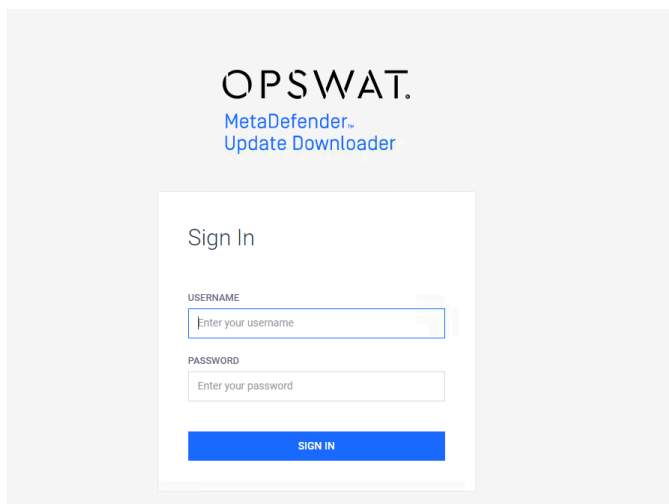 OPSWAT.
MetaDefender™
Update Downloader
Sign In
USERNAME
Enter your username
PASSWORD
Enter your password
SIGN IN